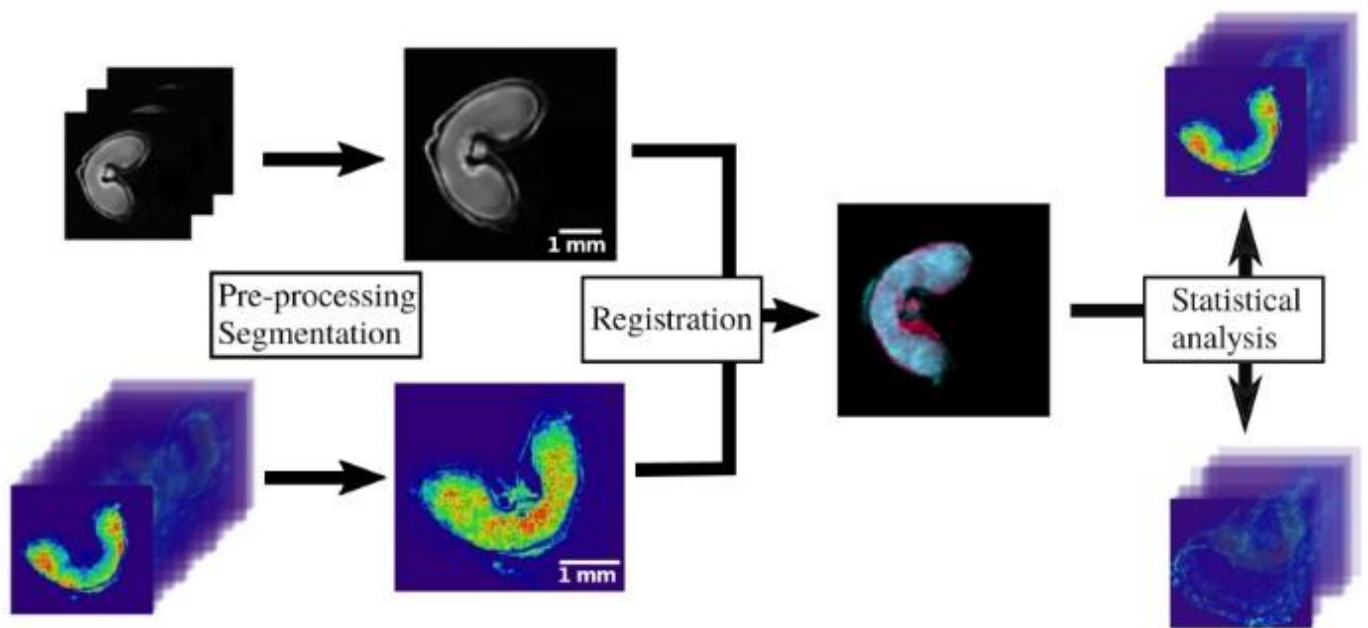 1 mm
Pre-processing
Segmentation
Registration
Statistical
analysis
1 mm